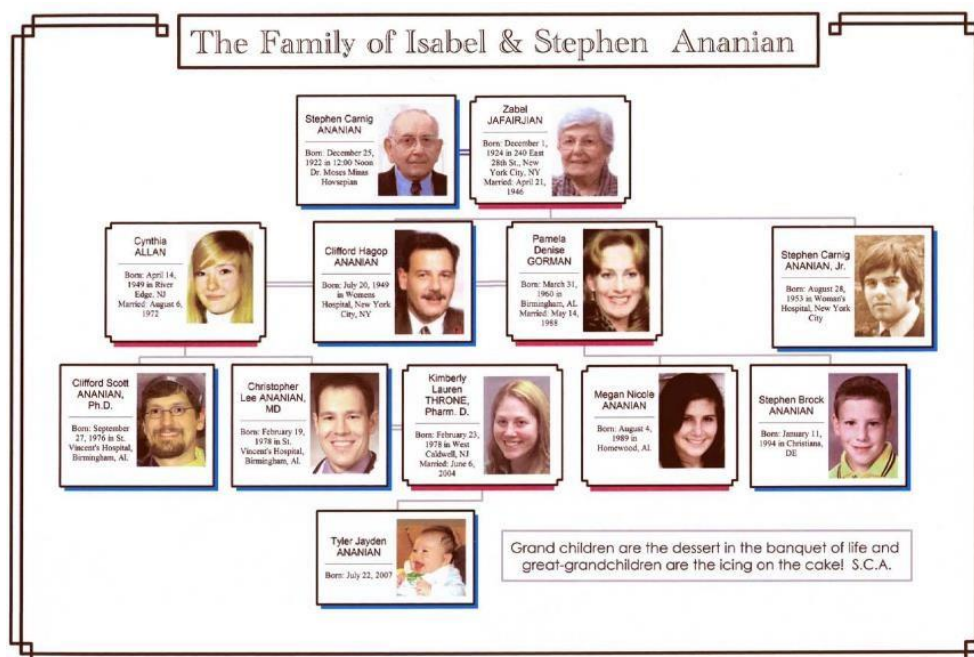 The Family of Isabel & Stephen Ananian
Stephen Carnig
ANANIAN
Born: December 25,
1922 in 12:00 Noon
Dr. Moses Minas
Hovsepian
Zabel
JAFAIRJIAN
Born: December 1,
1924 in 240 East
28th St., New
York City, NY
Married: April 21,
1946
Cynthia
ALLAN
Born: April 14,
1949 in River
Edge, NJ
Married: August 6,
1972
Clifford Hagop
ANANIAN
Born: July 20, 1949
in Womens
Hospital, New York
City, NY
Pamela
Denise
GORMAN
Born: March 31,
1960 in
Birmingham, AL
Married: May 14,
1988
Stephen Carnig
ANANIAN, Jr.
Born: August 28,
1953 in Woman's
Hospital, New York
City
Clifford Scott
ANANIAN,
Ph.D.
Born: September
27, 1976 in St.
Vincent's Hospital,
Birmingham, AL
Christopher
Lee ANANIAN,
MD
Born: February 19,
1978 in St.
Vincent's Hospital,
Birmingham, AL
Kimberly
Lauren
THRONE,
Pharm. D.
Born: February 23,
1978 in West
Caldwell, NJ
Married: June 6,
2004
Megan Nicole
ANANIAN
Born: August 4,
1989 in
Homewood, AL
Stephen Brock
ANANIAN
Born: January 11,
1994 in Christiana,
DE
Tyler Jayden
ANANIAN
Born: July 22, 2007
Grand children are the dessert in the banquet of life and
great-grandchildren are the icing on the cake! S.C.A.